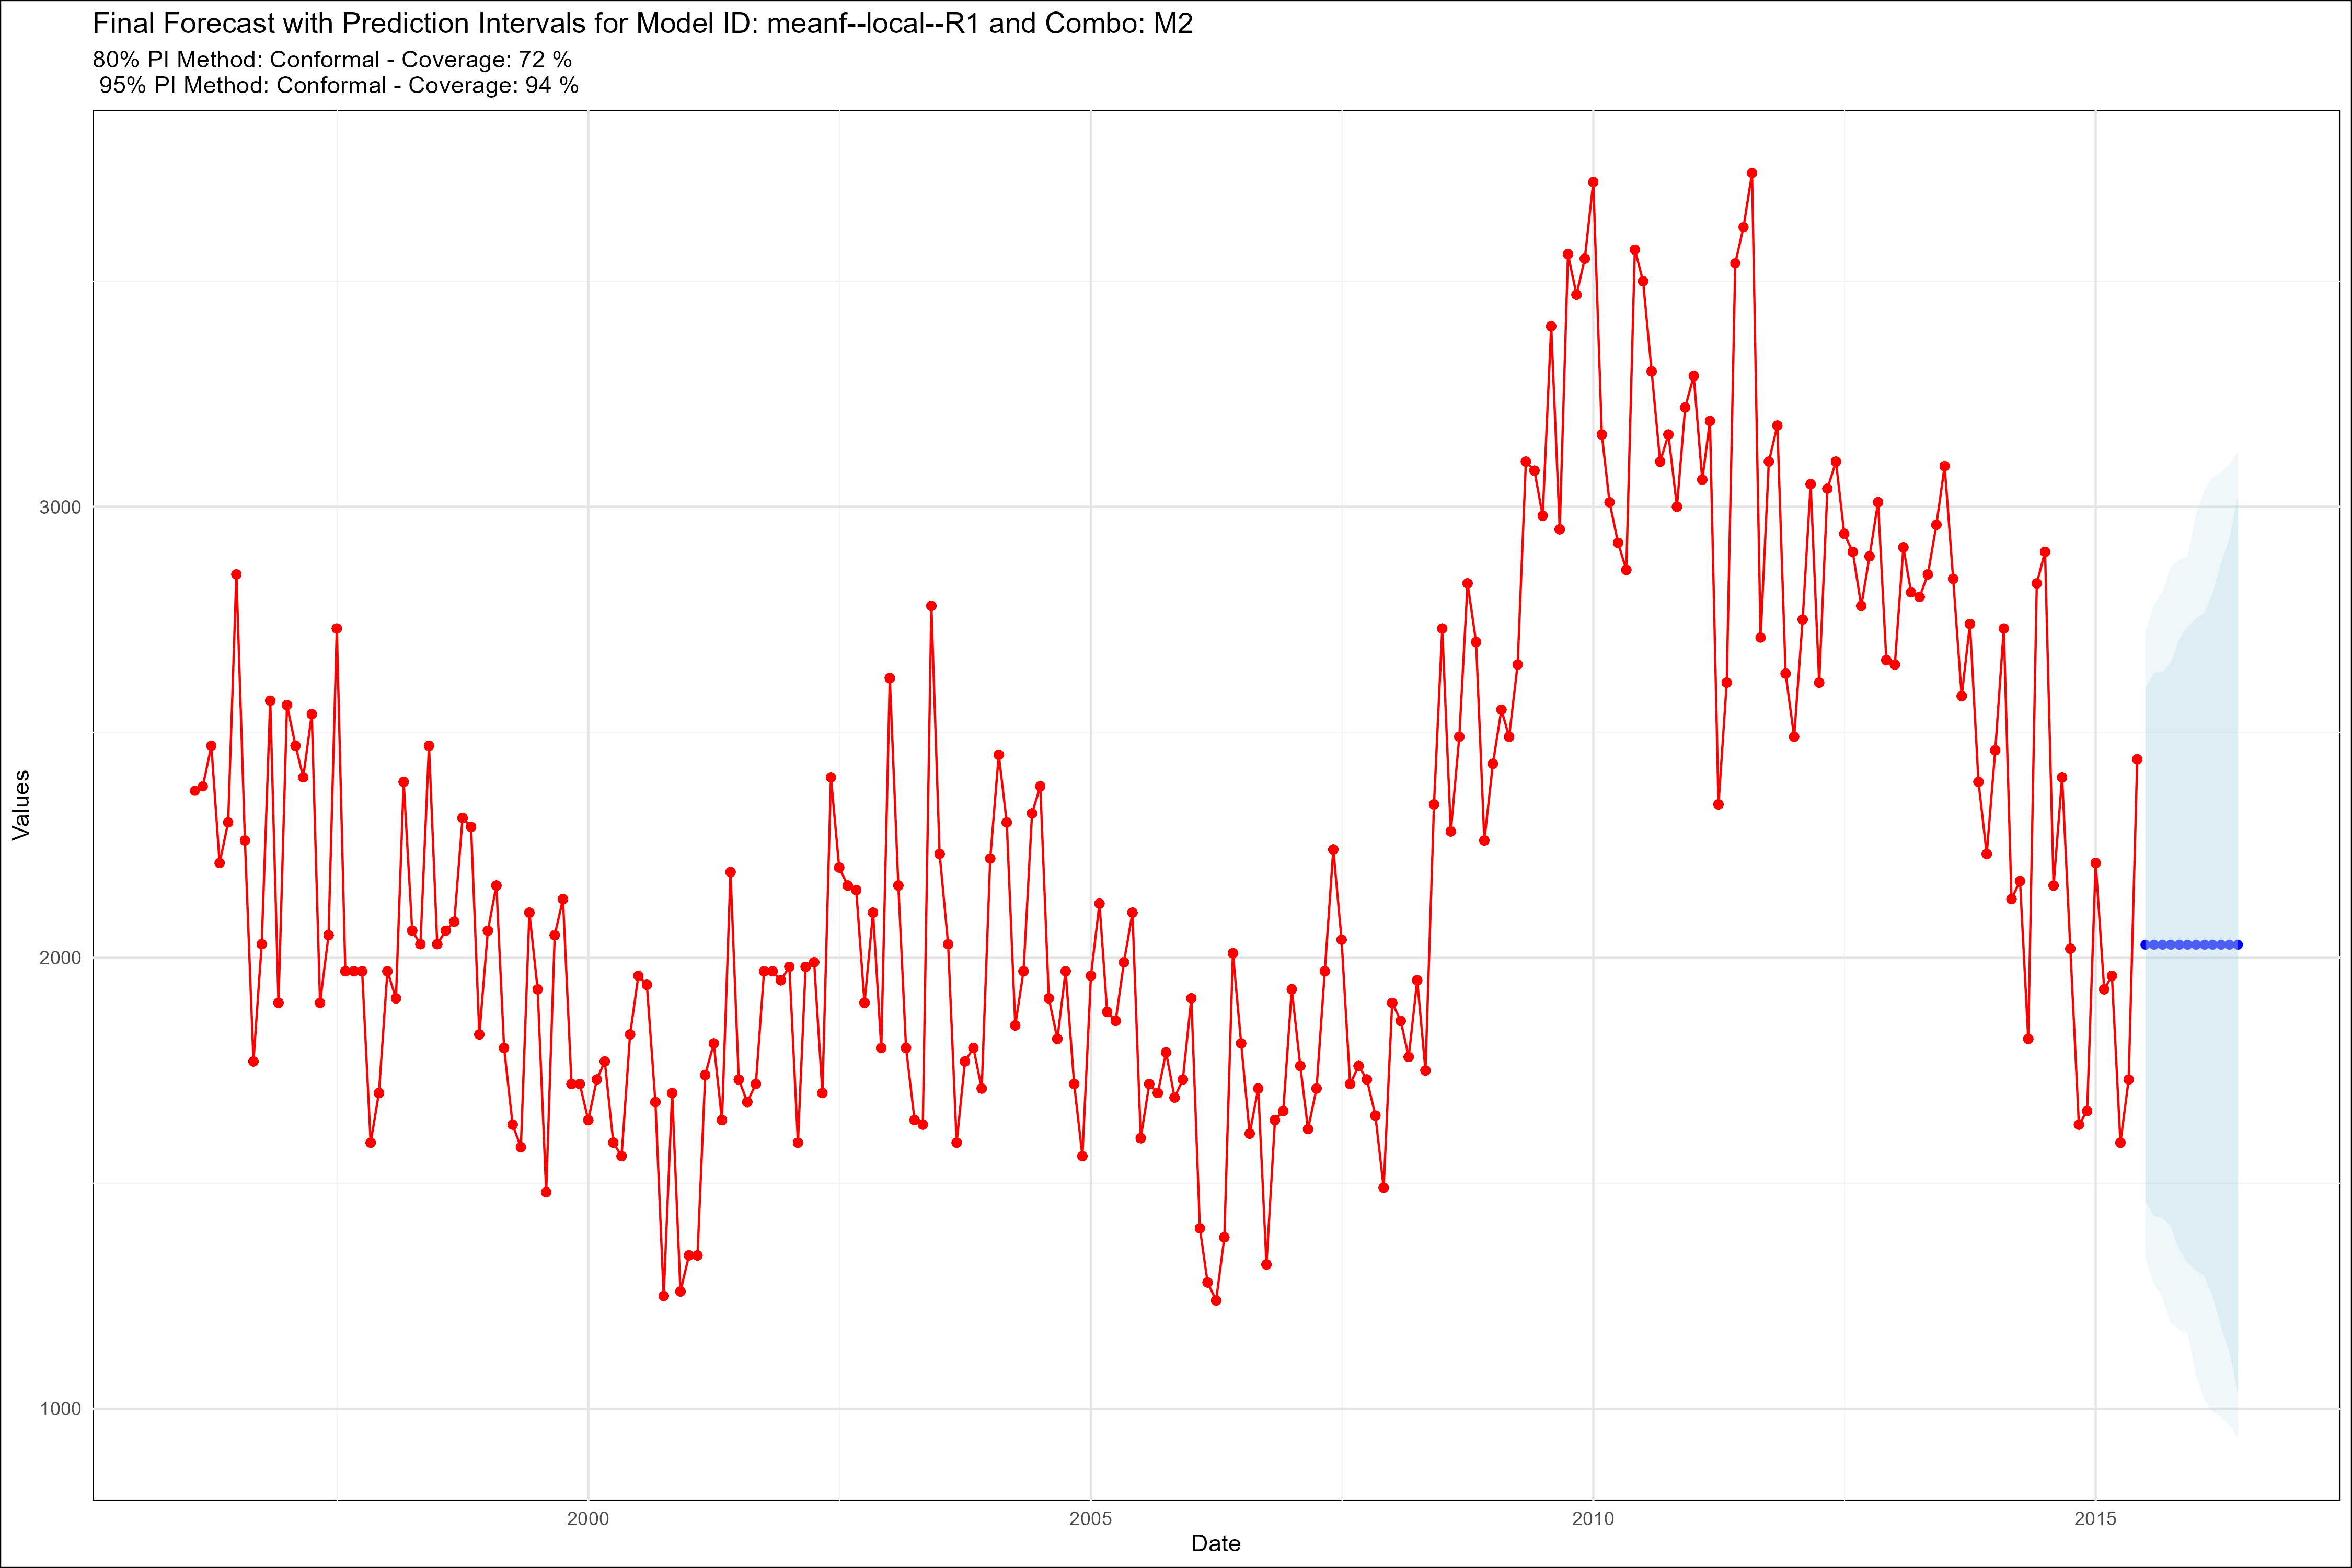 Final Forecast with Prediction Intervals for Model ID: meanf--local--R1 and Combo: M2
80% PI Method: Conformal - Coverage: 72 %
95% PI Method: Conformal - Coverage: 94 %
Values
3000
2000
1000
2000
2005
2010
2015
Date